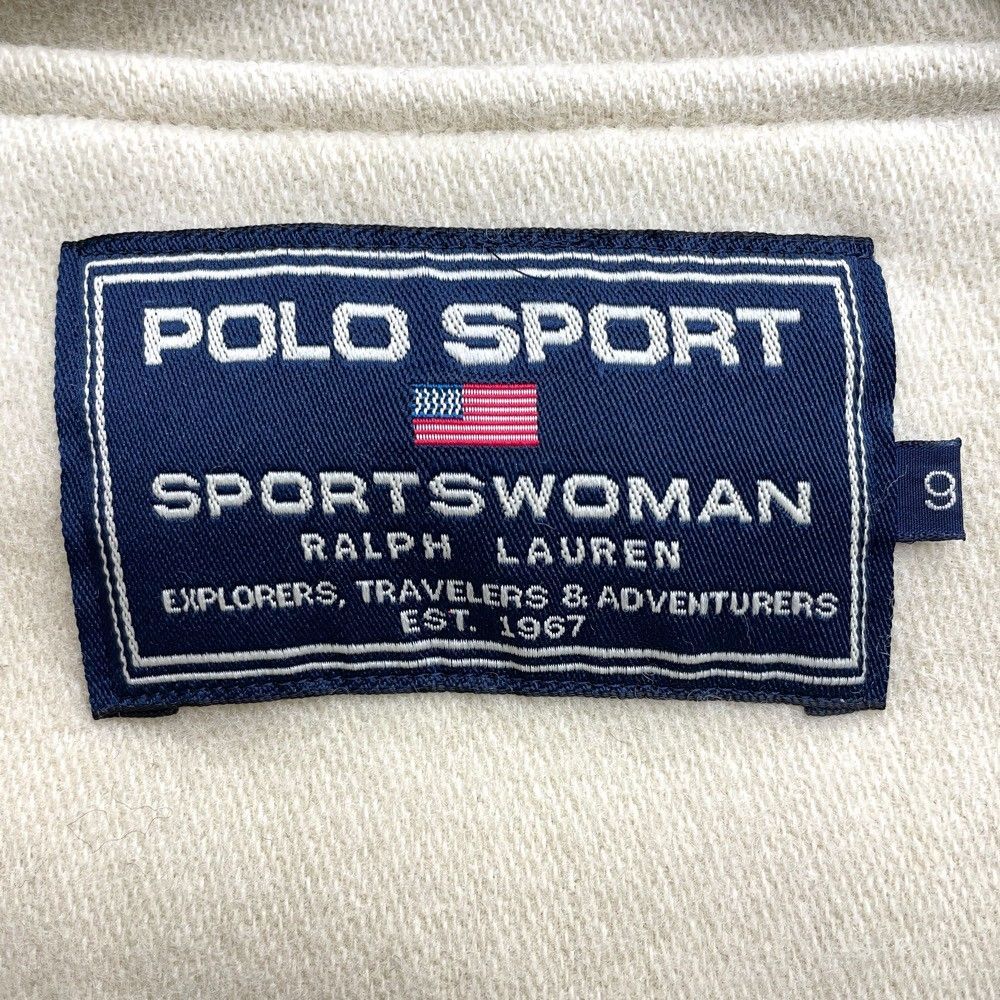 POLO SPORT
SPORTSWOMAN
RALPH LAUREN
EXPLORERS, TRAVELERS & ADVENTURERS
EST. 1967
9